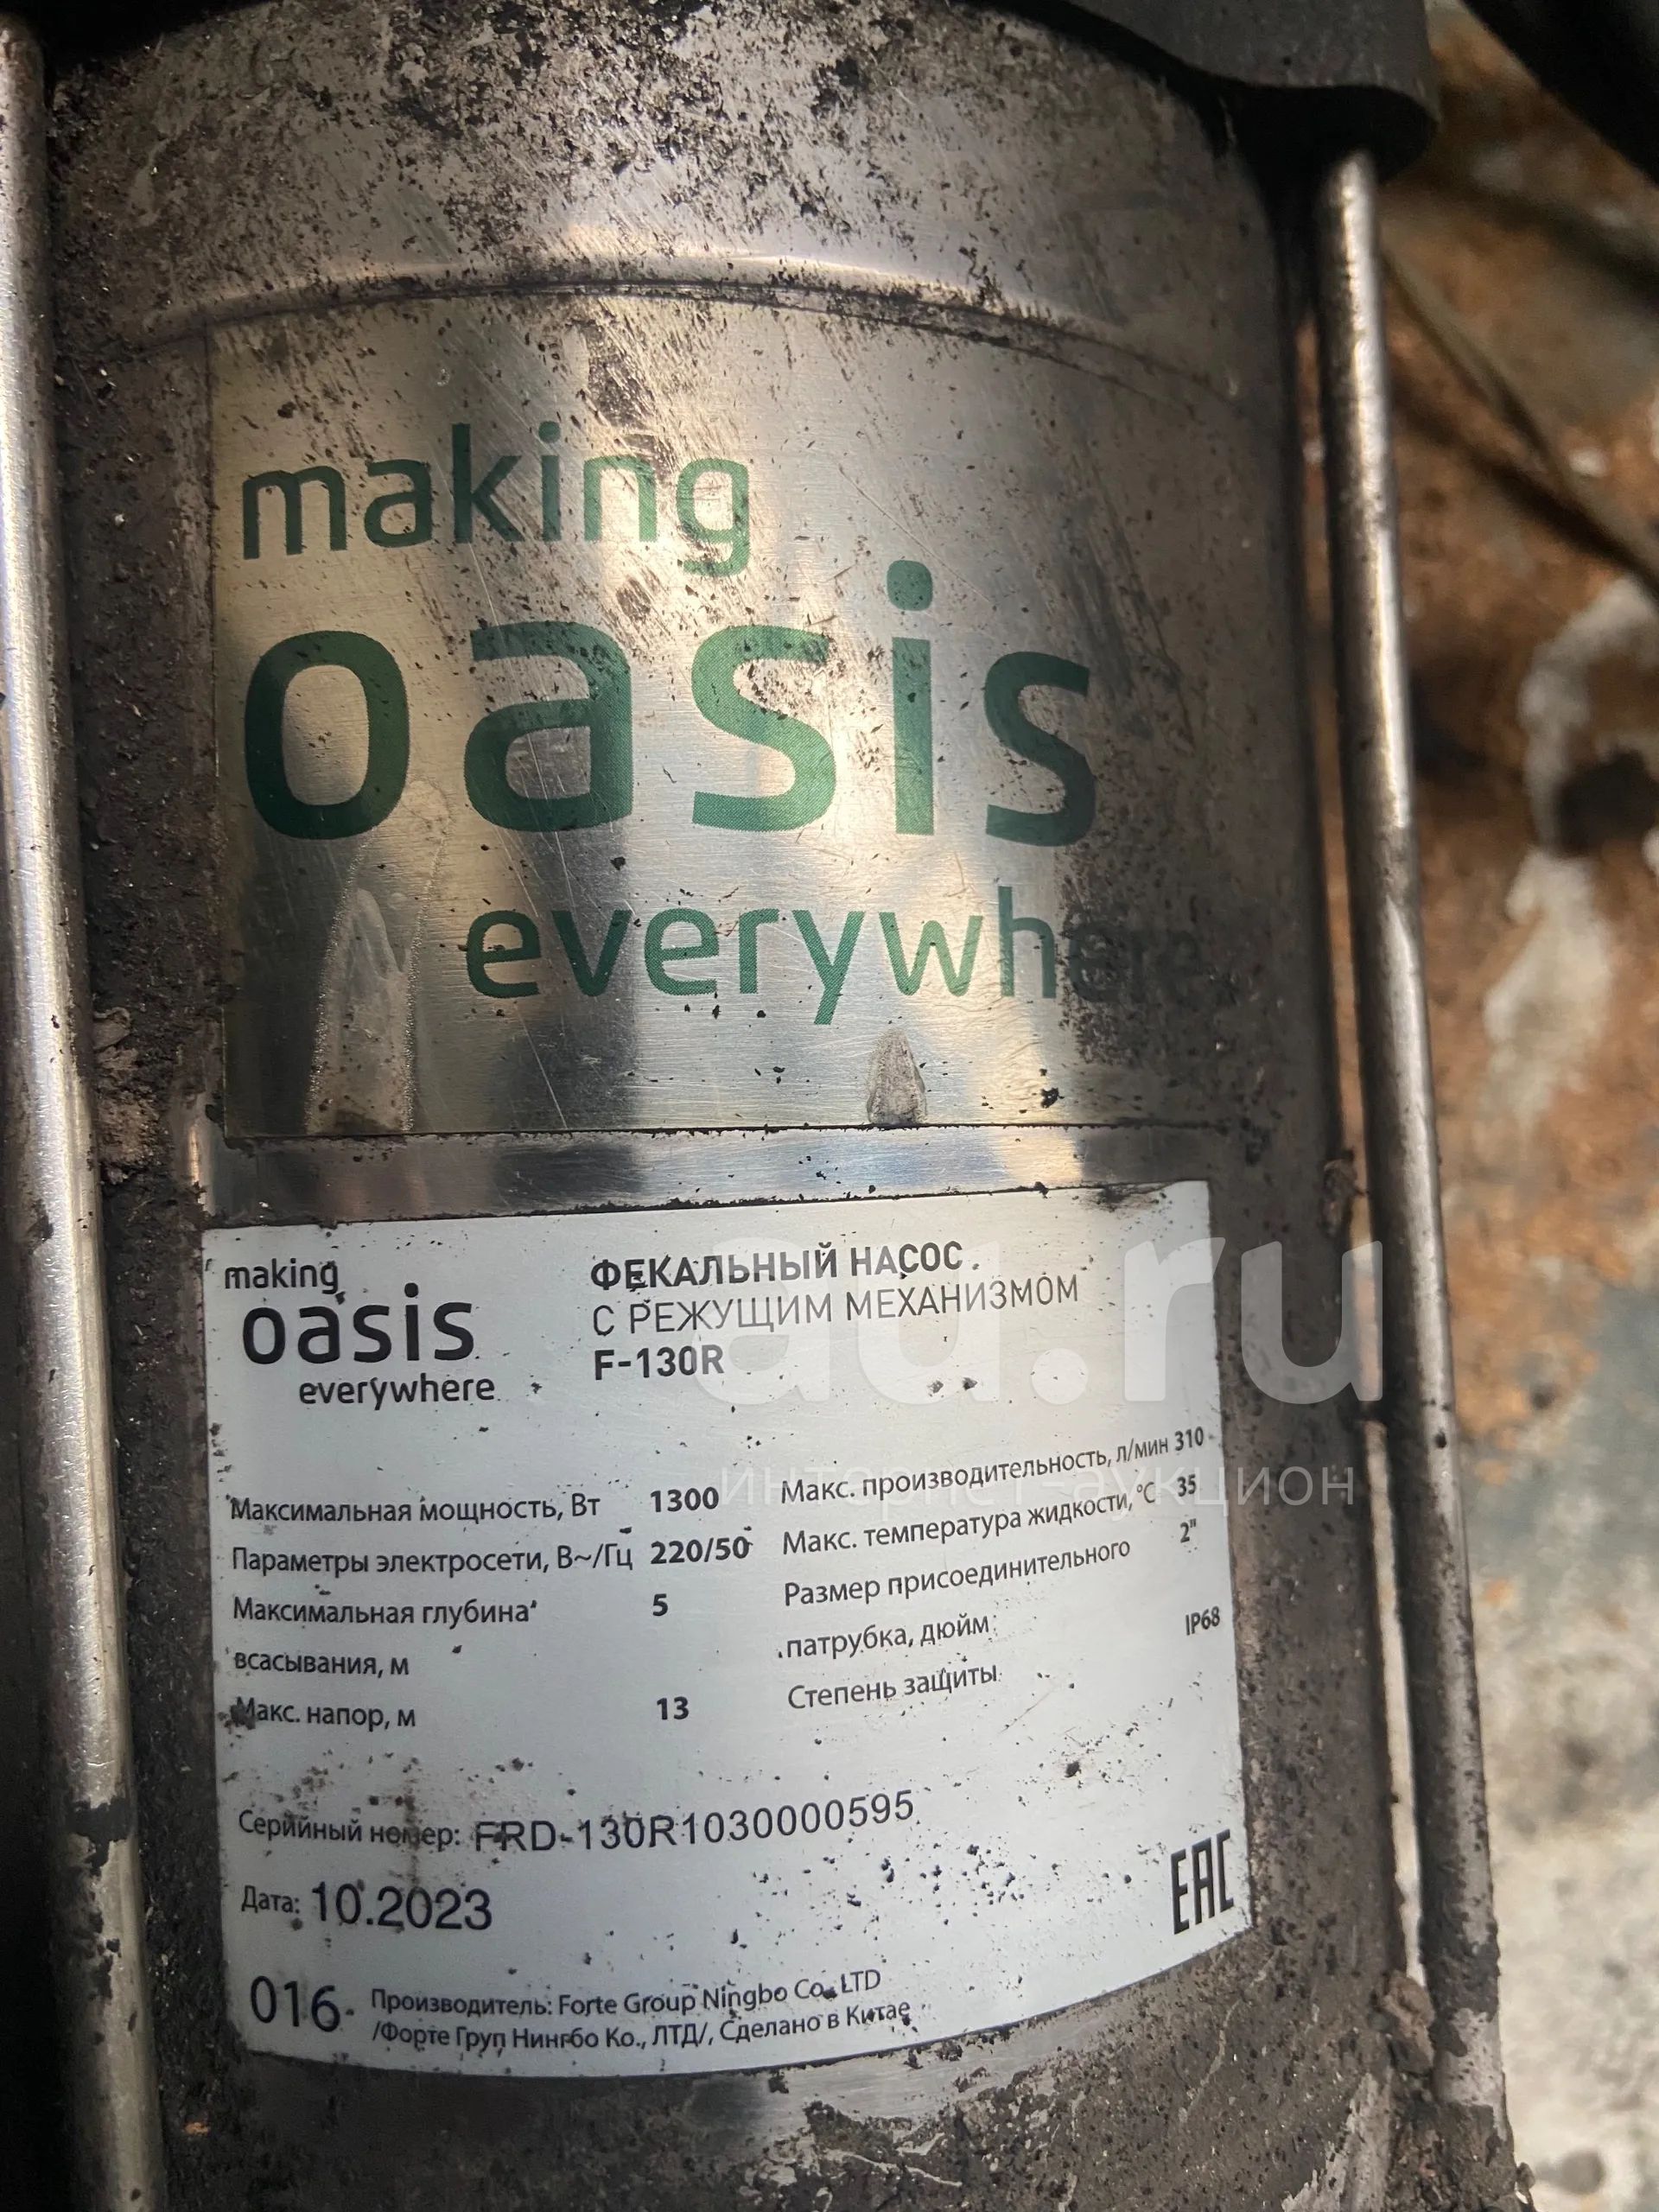 making
oasis
everywhere
making
oasis
everywhere
ФЕКАЛЬНЫЙ НАСОС
С РЕЖУЩИМ МЕХАНИЗМОМ
F-130R
Максимальная мощность, Вт 1300
Параметры электросети, В~/Гц 220/50
Максимальная глубина 5
всасывания, м
Макс. напор, м 13
Макс. производительность, л/мин 310
Макс. температура жидкости, °С 35
Размер присоединительного 2"
патрубка, дюйм
Степень защиты IP68
Серийный номер: FRD-130R1030000595
Дата: 10.2023
EAC
016
Производитель: Forte Group Ningbo Co., LTD
/Форте Груп Нингбо Ко., ЛТД/, Сделано в Китае
au.ru
интернет-аукцион